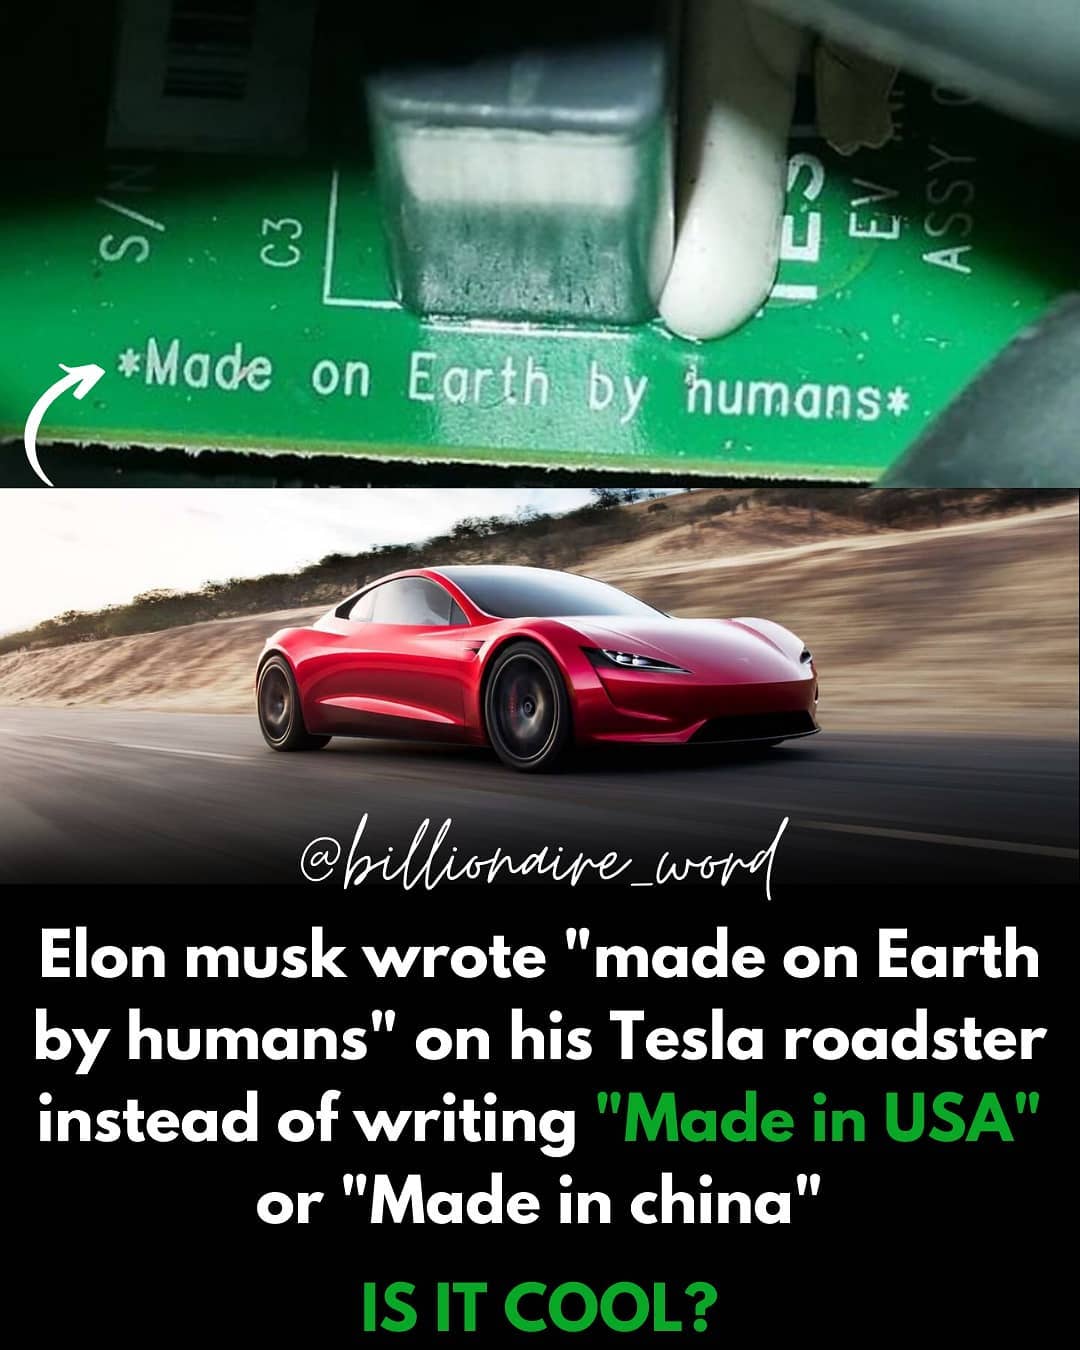 S/N
C3
TES
EV
ASSY
*Made on Earth by humans*
@billionaire_word
Elon musk wrote "made on Earth
by humans" on his Tesla roadster
instead of writing "Made in USA"
or "Made in china"
IS IT COOL?